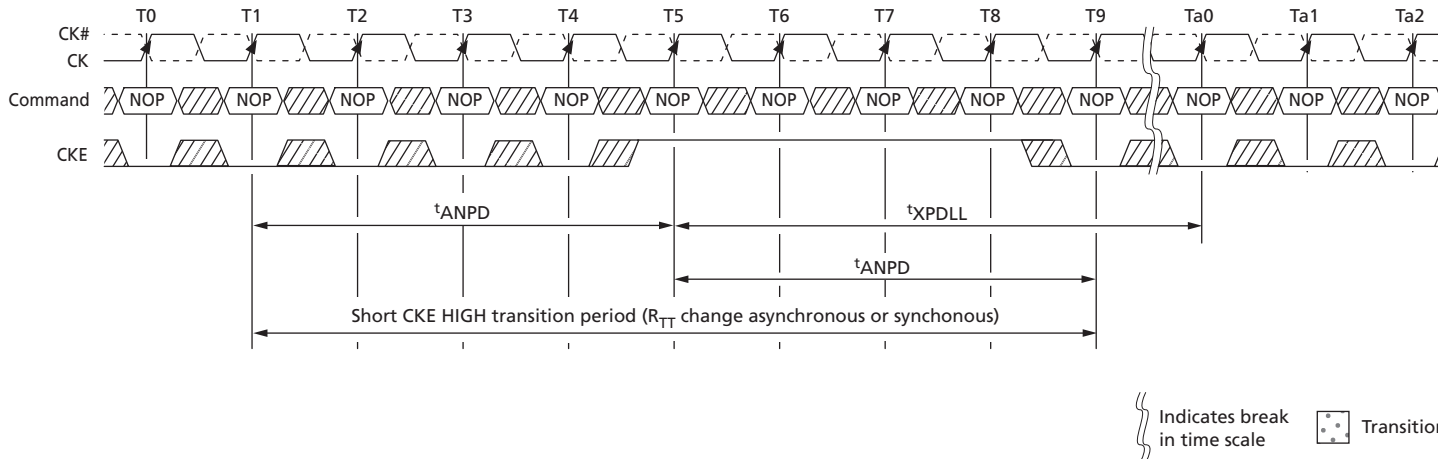 T0 T1 T2 T3 T4 T5 T6 T7 T8 T9 Ta0 Ta1 Ta2
CK#
CK
Command NOP NOP NOP NOP NOP NOP NOP NOP NOP NOP NOP NOP NOP
CKE
tANPD tXPDLL
tANPD
Short CKE HIGH transition period (RTT change asynchronous or synchonous)
Indicates break
in time scale
Transition